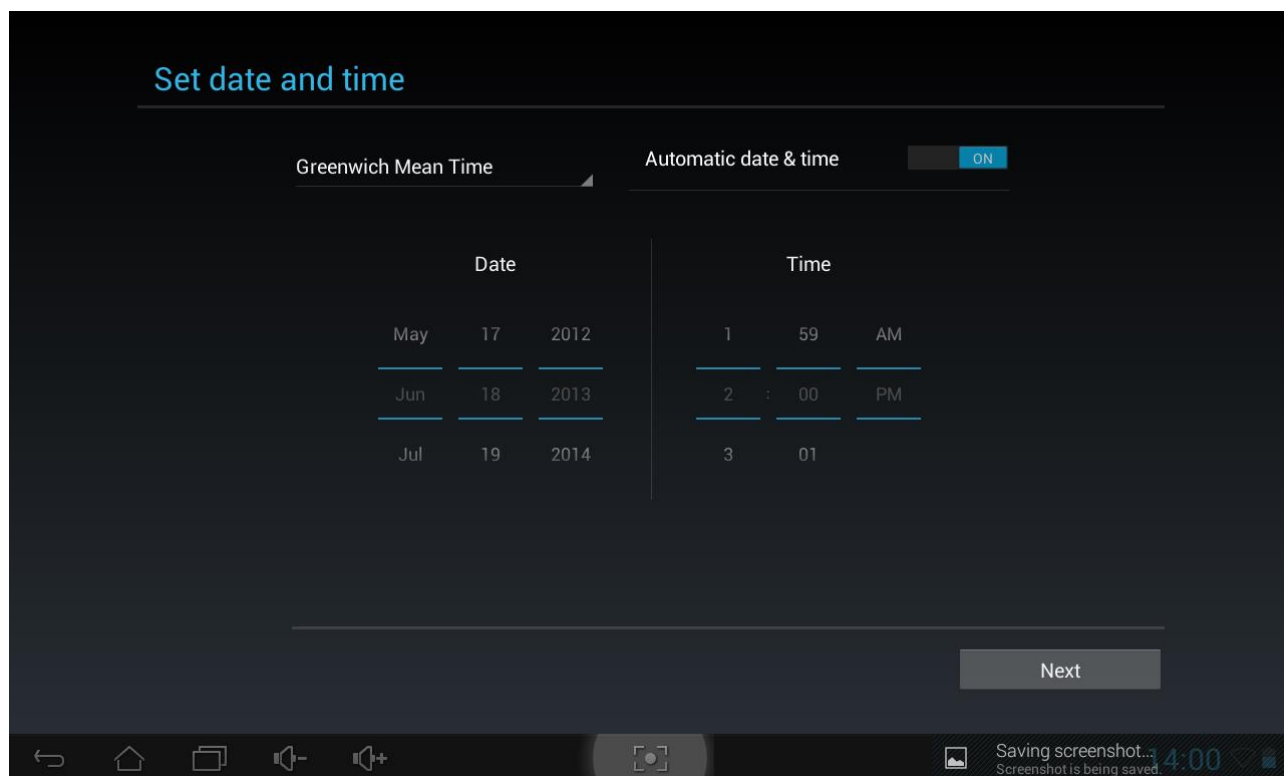 Set date and time
Greenwich Mean Time
Automatic date & time ON
Date Time
May 17 2012 1 59 AM
Jun 18 2013 2 : 00 PM
Jul 19 2014 3 01
Next
Saving screenshot... 14:00
Screenshot is being saved.